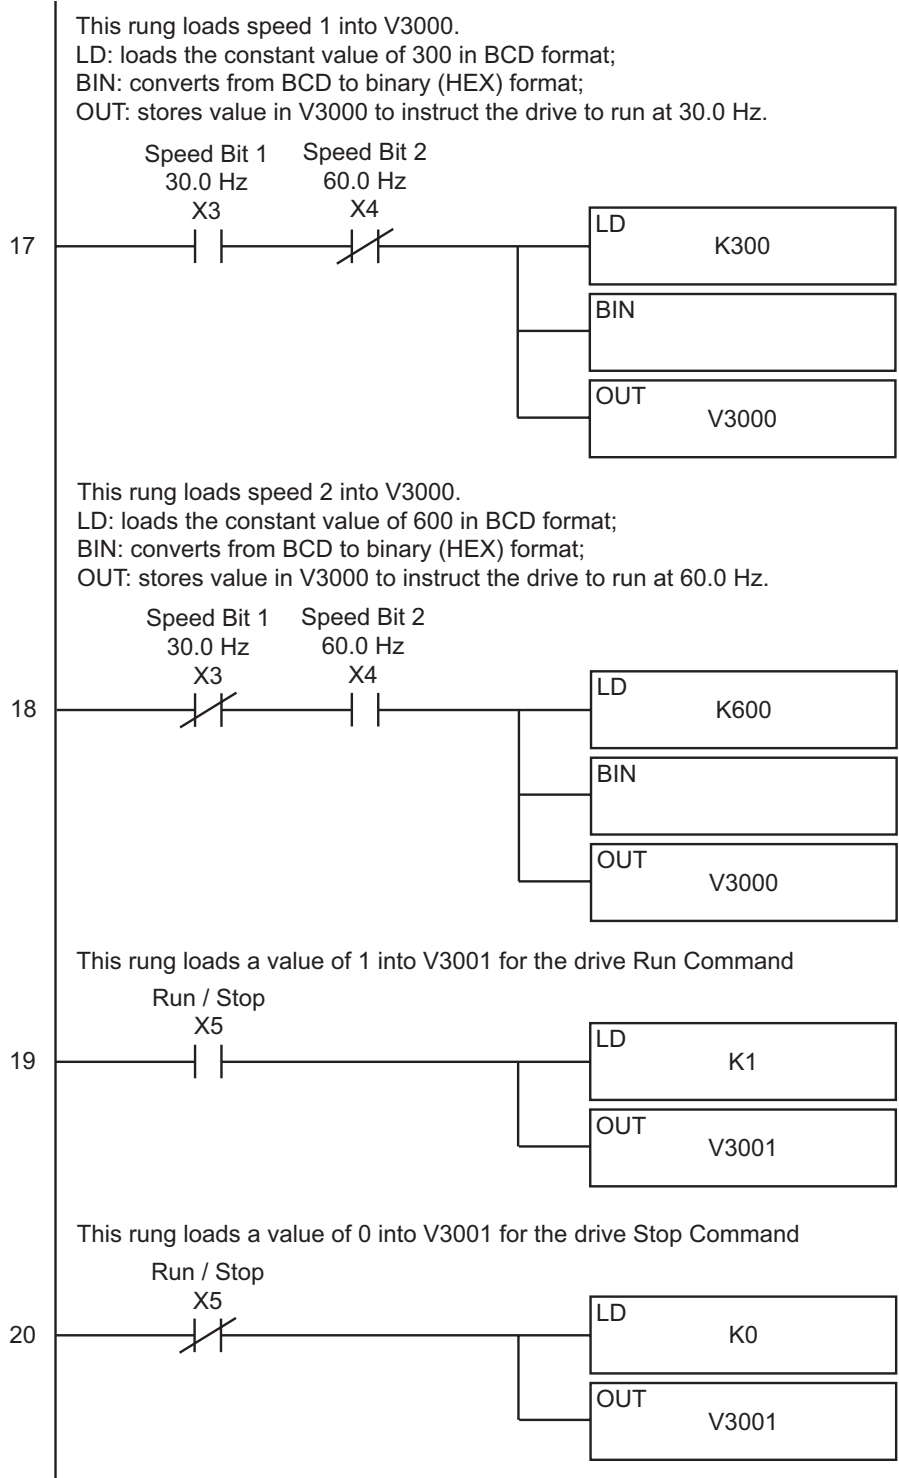 This rung loads speed 1 into V3000.
LD: loads the constant value of 300 in BCD format;
BIN: converts from BCD to binary (HEX) format;
OUT: stores value in V3000 to instruct the drive to run at 30.0 Hz.
Speed Bit 1 Speed Bit 2
30.0 Hz 60.0 Hz
X3 X4
17
LD
K300
BIN
OUT
V3000
This rung loads speed 2 into V3000.
LD: loads the constant value of 600 in BCD format;
BIN: converts from BCD to binary (HEX) format;
OUT: stores value in V3000 to instruct the drive to run at 60.0 Hz.
Speed Bit 1 Speed Bit 2
30.0 Hz 60.0 Hz
X3 X4
18
LD
K600
BIN
OUT
V3000
This rung loads a value of 1 into V3001 for the drive Run Command
Run / Stop
X5
19
LD
K1
OUT
V3001
This rung loads a value of 0 into V3001 for the drive Stop Command
Run / Stop
X5
20
LD
K0
OUT
V3001